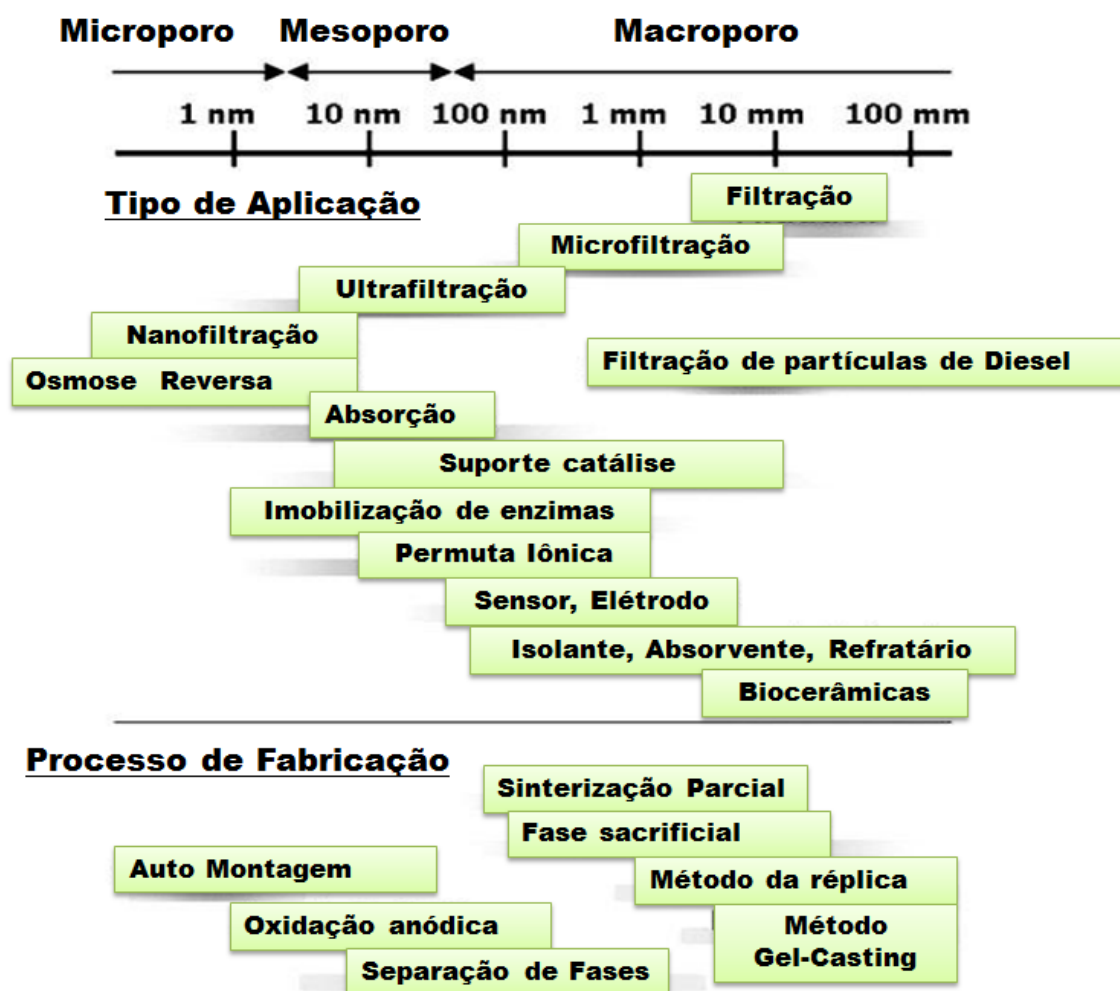 Microporo Mesoporo Macroporo
1 nm 10 nm 100 nm 1 mm 10 mm 100 mm
Tipo de Aplicação
Filtração
Microfiltração
Ultrafiltração
Nanofiltração
Filtração de partículas de Diesel
Osmose Reversa
Absorção
Suporte catálise
Imobilização de enzimas
Permuta Iônica
Sensor, Elétrodo
Isolante, Absorvente, Refratário
Biocerâmicas
Processo de Fabricação
Sinterização Parcial
Fase sacrificial
Auto Montagem
Método da réplica
Oxidação anódica
Método
Gel-Casting
Separação de Fases